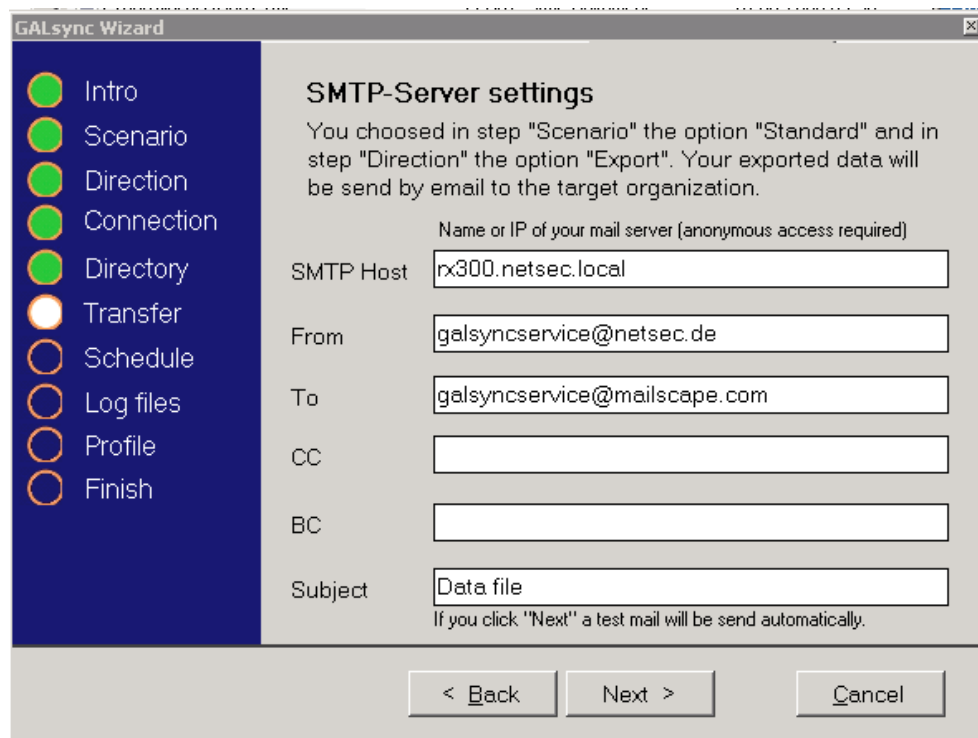 GALsync Wizard
Intro
Scenario
Direction
Connection
Directory
Transfer
Schedule
Log files
Profile
Finish
SMTP-Server settings
You choosed in step "Scenario" the option "Standard" and in
step "Direction" the option "Export". Your exported data will
be send by email to the target organization.
Name or IP of your mail server (anonymous access required)
SMTP Host rx300.netsec.local
From galsyncservice@netsec.de
To galsyncservice@mailscape.com
CC
BC
Subject Data file
If you click "Next" a test mail will be send automatically.
< Back Next > Cancel